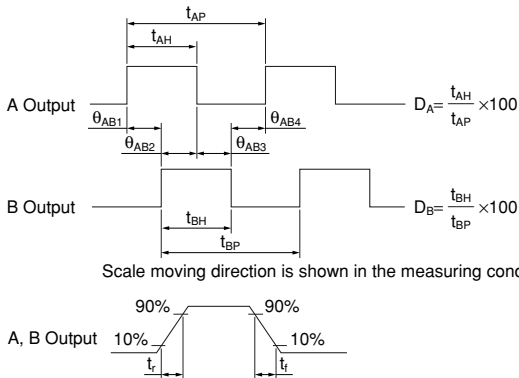 tAP
tAH
A Output
DA= tAH/tAP ×100
θAB1
θAB4
θAB2
θAB3
B Output
DB= tBH/tBP ×100
tBH
tBP
Scale moving direction is shown in the measuring cond
90% 90%
A, B Output
10% 10%
tr tf